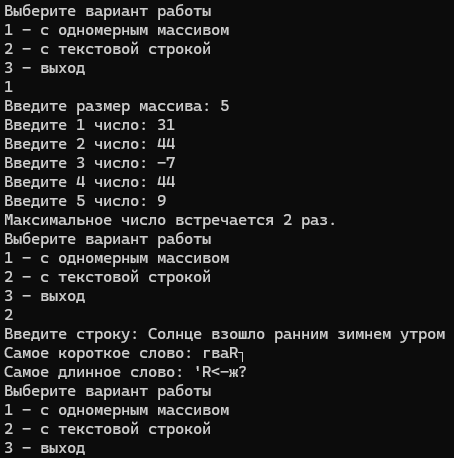 Выберите вариант работы
1 - с одномерным массивом
2 - с текстовой строкой
3 - выход
1
Введите размер массива: 5
Введите 1 число: 31
Введите 2 число: 44
Введите 3 число: -7
Введите 4 число: 44
Введите 5 число: 9
Максимальное число встречается 2 раз.
Выберите вариант работы
1 - с одномерным массивом
2 - с текстовой строкой
3 - выход
2
Введите строку: Солнце взошло ранним зимнем утром
Самое короткое слово: гваR┐
Самое длинное слово: 'R<-ж?
Выберите вариант работы
1 - с одномерным массивом
2 - с текстовой строкой
3 - выход